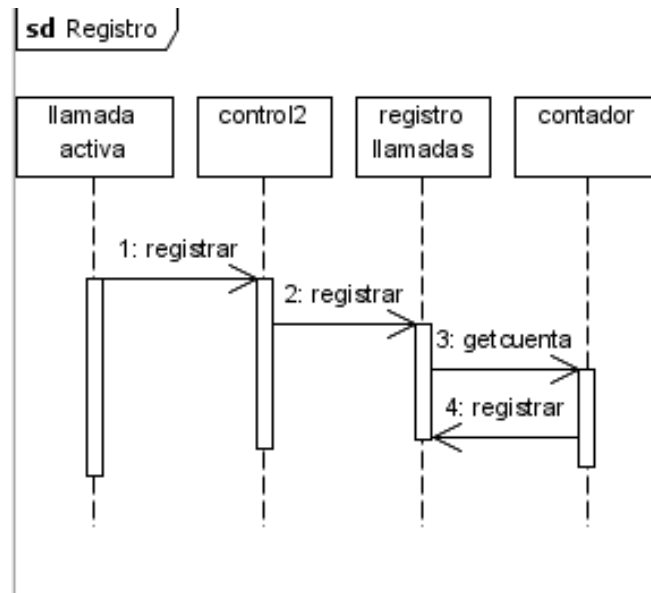 sd Registro
llamada
activa
control2
registro
llamadas
contador
1: registrar
2: registrar
3: getcuenta
4: registrar